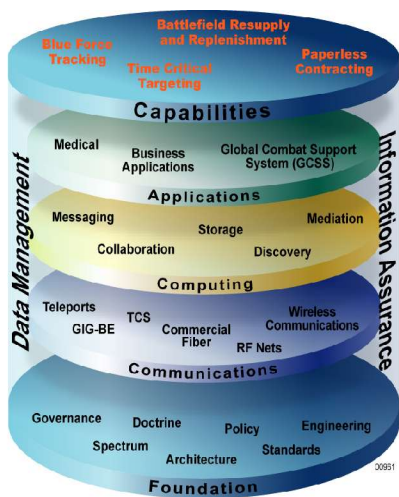 Battlefield Resupply
and Replenishment
Blue Force
Tracking
Time Critical
Targeting
Paperless
Contracting
Capabilities
Medical
Business
Applications
Global Combat Support
System (GCSS)
Applications
Messaging
Storage
Mediation
Collaboration
Discovery
Computing
Teleports
GIG-BE
TCS
Commercial
Fiber
Wireless
Communications
RF Nets
Communications
Governance
Doctrine
Policy
Engineering
Spectrum
Architecture
Standards
Foundation
Data Management
Information Assurance
00961